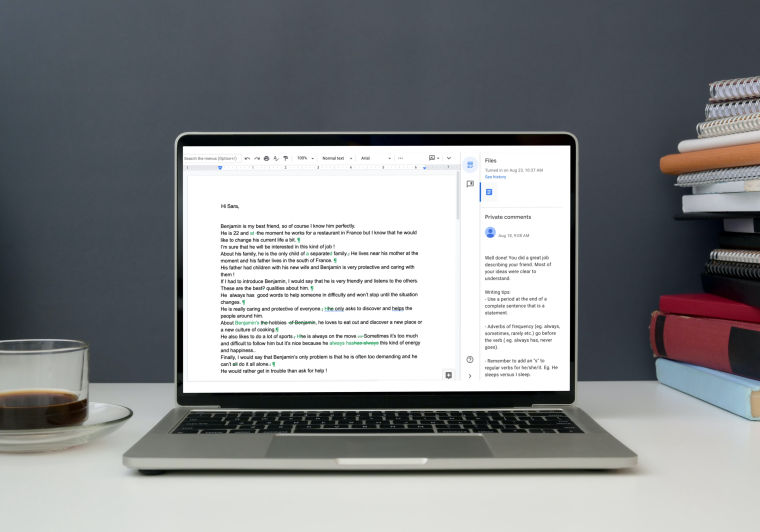 Search the menus (Option+/)
100%
Normal text
Arial
Files
Turned in on Aug 23, 10:37 AM
See history
Private comments
Well done! You did a great job
describing your friend. Most of
your ideas were clear to
understand.
Writing tips:
- Use a period at the end of a
complete sentence that is a
statement.
- Adverbs of frequency (eg. always,
sometimes, rarely etc.) go before
the verb ( eg. always has, never
goes).
- Remember to add an 's' to
regular verbs for he/she/it. Eg. He
sleeps versus I sleep.
Hi Sara,
Benjamin is my best friend, so of course I know him perfectly.
He is 22 and at the moment he works for a restaurant in France but I know that he would
like to change his current life a bit. ¶
I'm sure that he will be interested in this kind of job !
About his family, he is the only child of a separated family. He lives near his mother at the
moment and his father lives in the south of France. ¶
His father had children with his new wife and Benjamin is very protective and caring with
them !
If I had to introduce Benjamin, I would say that he is very friendly and listens to the others.
These are the best? qualities about him. ¶
He always has good words to help someone in difficulty and won't stop until the situation
changes. ¶
He is really caring and protective of everyone. He only asks to discover and helps the
people around him.
About Benjamin's the hobbies of Benjamin, he loves to eat out and discover a new place or
a new culture of cooking.¶
He also likes to do a lot of sports , He is always on the move Sometimes it's too much
and difficult to follow him but it's nice because he always has has always this kind of energy
and happiness..
Finally, I would say that Benjamin's only problem is that he is often too demanding and he
can't do it all alone. ¶
He would rather get in trouble than ask for help !